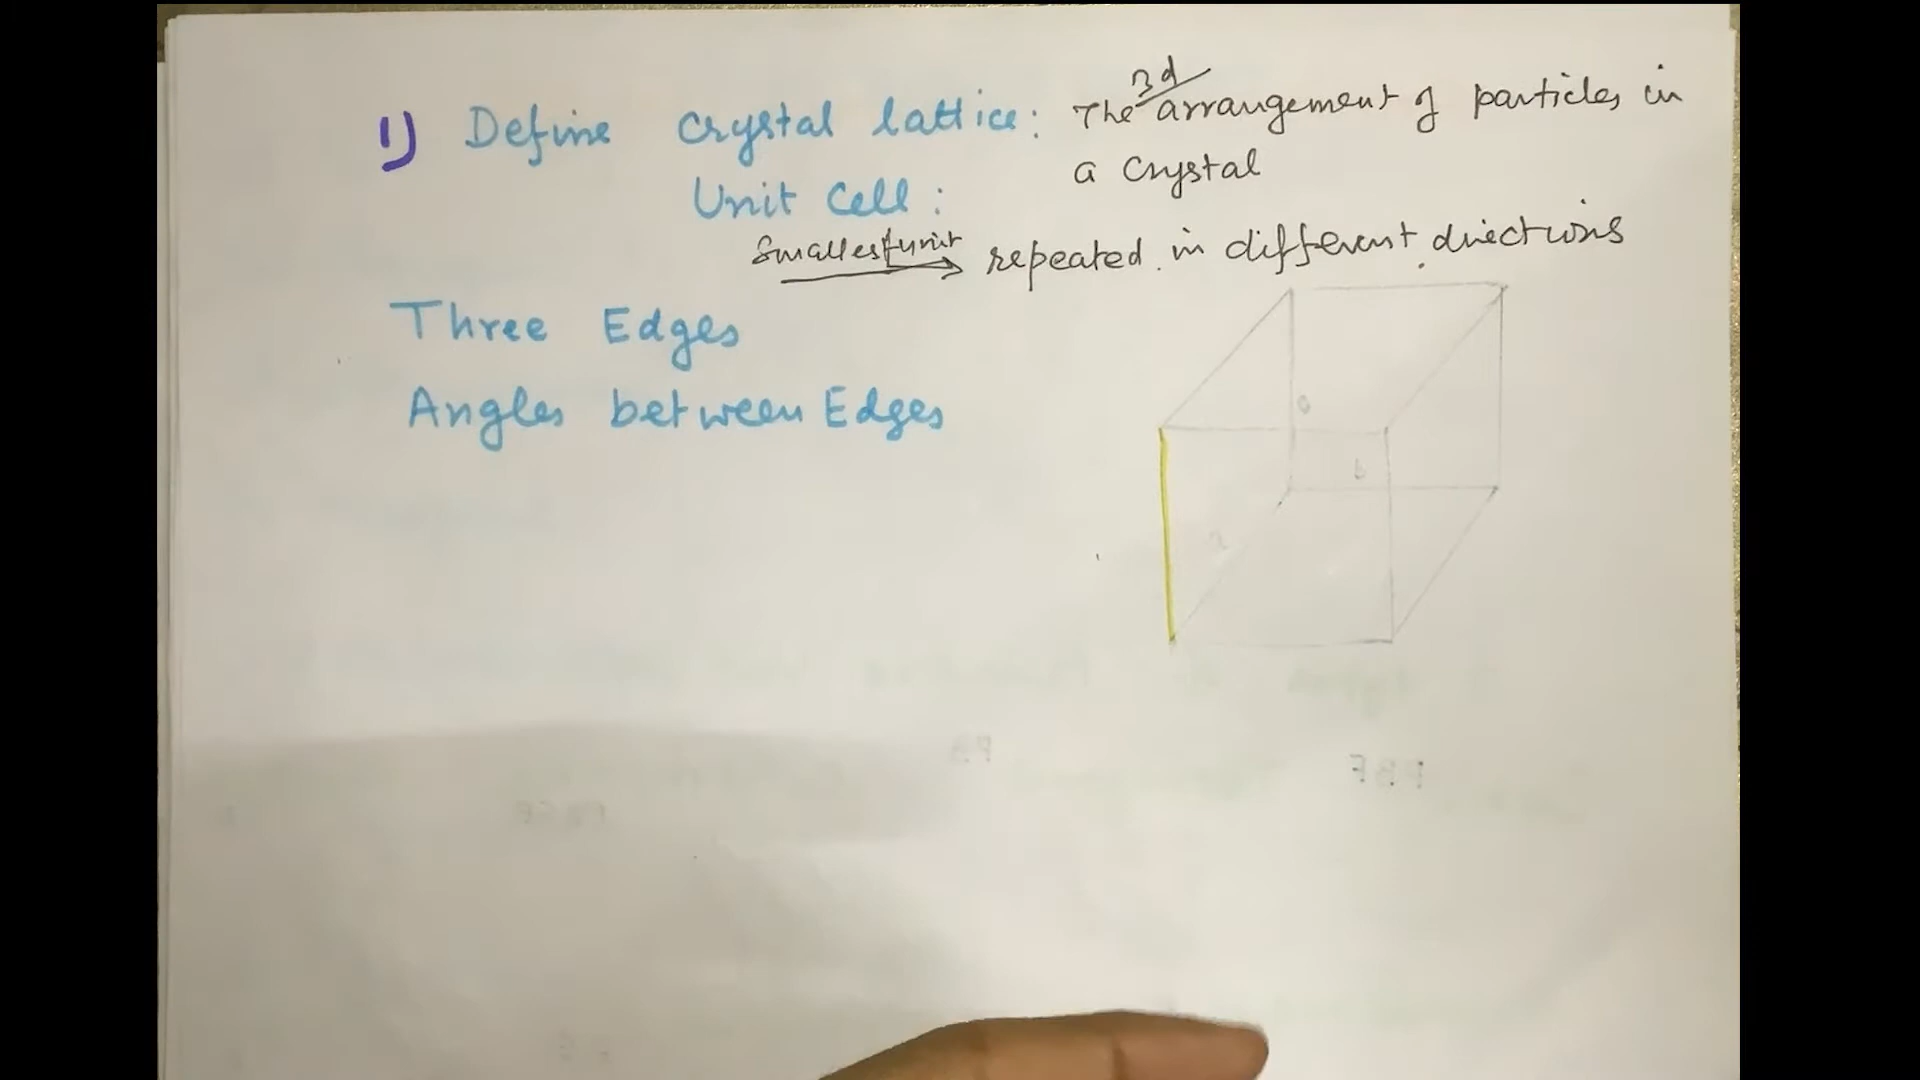 1) Define Crystal lattice: The 3d arrangement of particles in
a Crystal
Unit Cell:
Smallest unit repeated in different directions
Three Edges
Angles between Edges